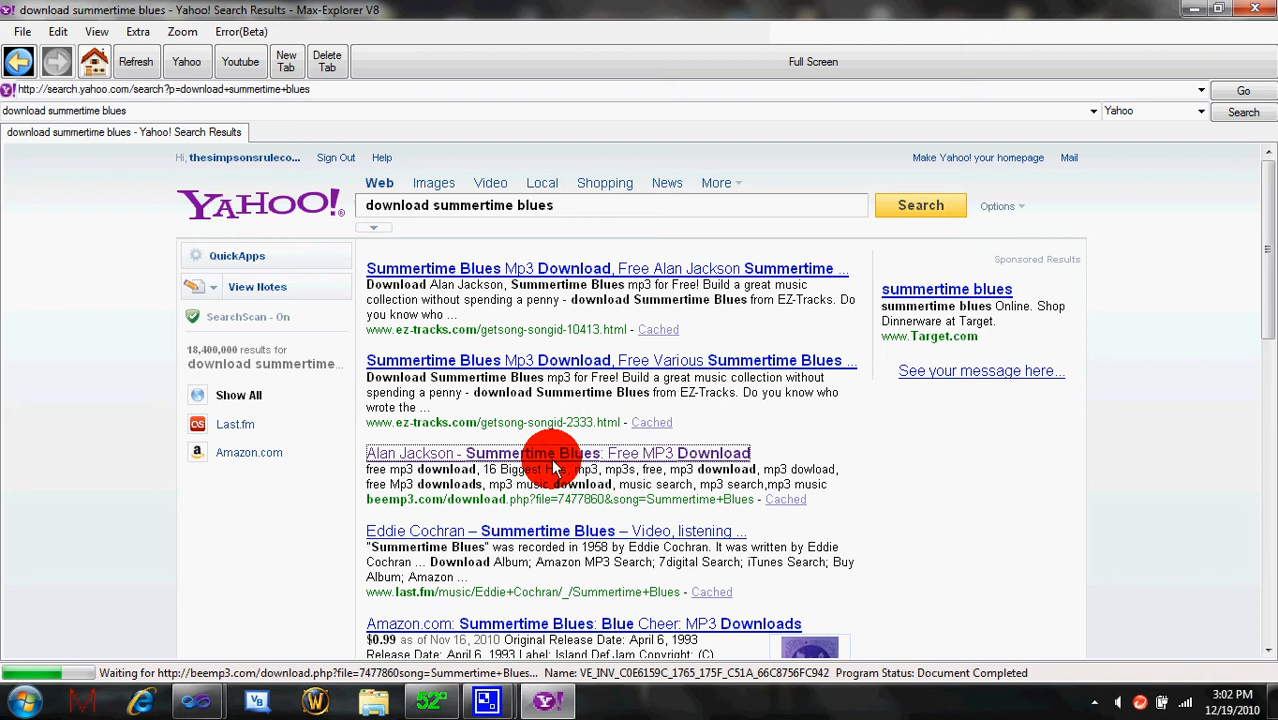 download summertime blues - Yahoo! Search Results - Max-Explorer V8
File Edit View Extra Zoom Error(Beta)
Refresh Yahoo Youtube New Tab Delete Tab Full Screen
http://search.yahoo.com/search?p=download+summertime+blues Go
download summertime blues Yahoo Search
download summertime blues - Yahoo! Search Results
Hi, thesimpsonsruleco... Sign Out Help Make Yahoo! your homepage Mail
Web Images Video Local Shopping News More
YAHOO!® download summertime blues Search Options
QuickApps
View Notes
SearchScan - On
18,400,000 results for
download summertime...
Show All
Last.fm
Amazon.com
Summertime Blues Mp3 Download, Free Alan Jackson Summertime ...
Download Alan Jackson, Summertime Blues mp3 for Free! Build a great music
collection without spending a penny - download Summertime Blues from EZ-Tracks. Do
you know who ...
www.ez-tracks.com/getsong-songid-10413.html - Cached
Summertime Blues Mp3 Download, Free Various Summertime Blues ...
Download Summertime Blues mp3 for Free! Build a great music collection without
spending a penny - download Summertime Blues from EZ-Tracks. Do you know who
wrote the ...
www.ez-tracks.com/getsong-songid-2333.html - Cached
Alan Jackson - Summertime Blues: Free MP3 Download
free mp3 download, 16 Biggest Hits, mp3, mp3s, free, mp3 download, mp3 dowload,
free Mp3 downloads, mp3 music download, music search, mp3 search,mp3 music
beemp3.com/download.php?file=7477860&song=Summertime+Blues - Cached
Eddie Cochran – Summertime Blues – Video, listening ...
"Summertime Blues" was recorded in 1958 by Eddie Cochran. It was written by Eddie
Cochran ... Download Album; Amazon MP3 Search; 7digital Search; iTunes Search; Buy
Album; Amazon ...
www.last.fm/music/Eddie+Cochran/_/Summertime+Blues - Cached
Amazon.com: Summertime Blues: Blue Cheer: MP3 Downloads
$0.99 as of Nov 16, 2010 Original Release Date: April 6, 1993
Release Date: April 6, 1993 Label: Island Def Jam Copyright: (C)
Sponsored Results
summertime blues
summertime blues Online. Shop
Dinnerware at Target.
www.Target.com
See your message here...
Waiting for http://beemp3.com/download.php?file=7477860song=Summertime+Blues... Name: VE_INV_C0E6159C_1765_175F_C51A_66C8756FC942 Program Status: Document Completed
52°
3:02 PM
12/19/2010